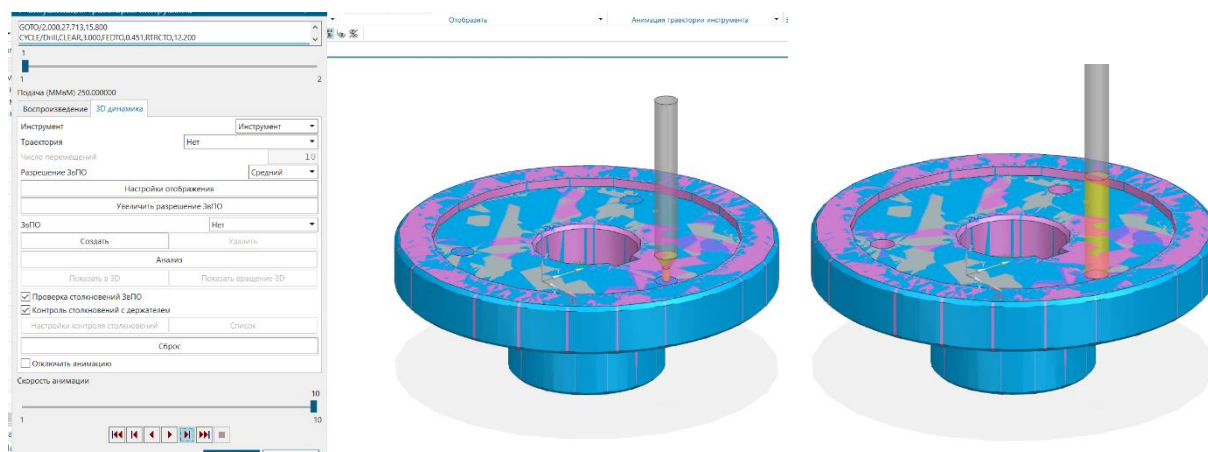 GOTO/2.000,27.713,15.800
CYCLE/Drill,CLEAR,3.000,FEDTO,0.451,RTRCTO,12.200
Отобразить
Анимация траектории инструмента
1
1 2
Подача (ММвМ) 250.000000
Воспроизведение 3D динамика
Инструмент Инструмент
Траектория Нет
Число перемещений 10
Разрешение ЗвПО Средний
Настройки отображения
Увеличить разрешение ЗвПО
ЗвПО Нет
Создать Удалить
Анализ
Показать в 3D Показать вращение 3D
Проверка столкновений ЗвПО
Контроль столкновений с держателем
Настройки контроля столкновений Список
Сброс
Отключить анимацию
Скорость анимации
10
1 10